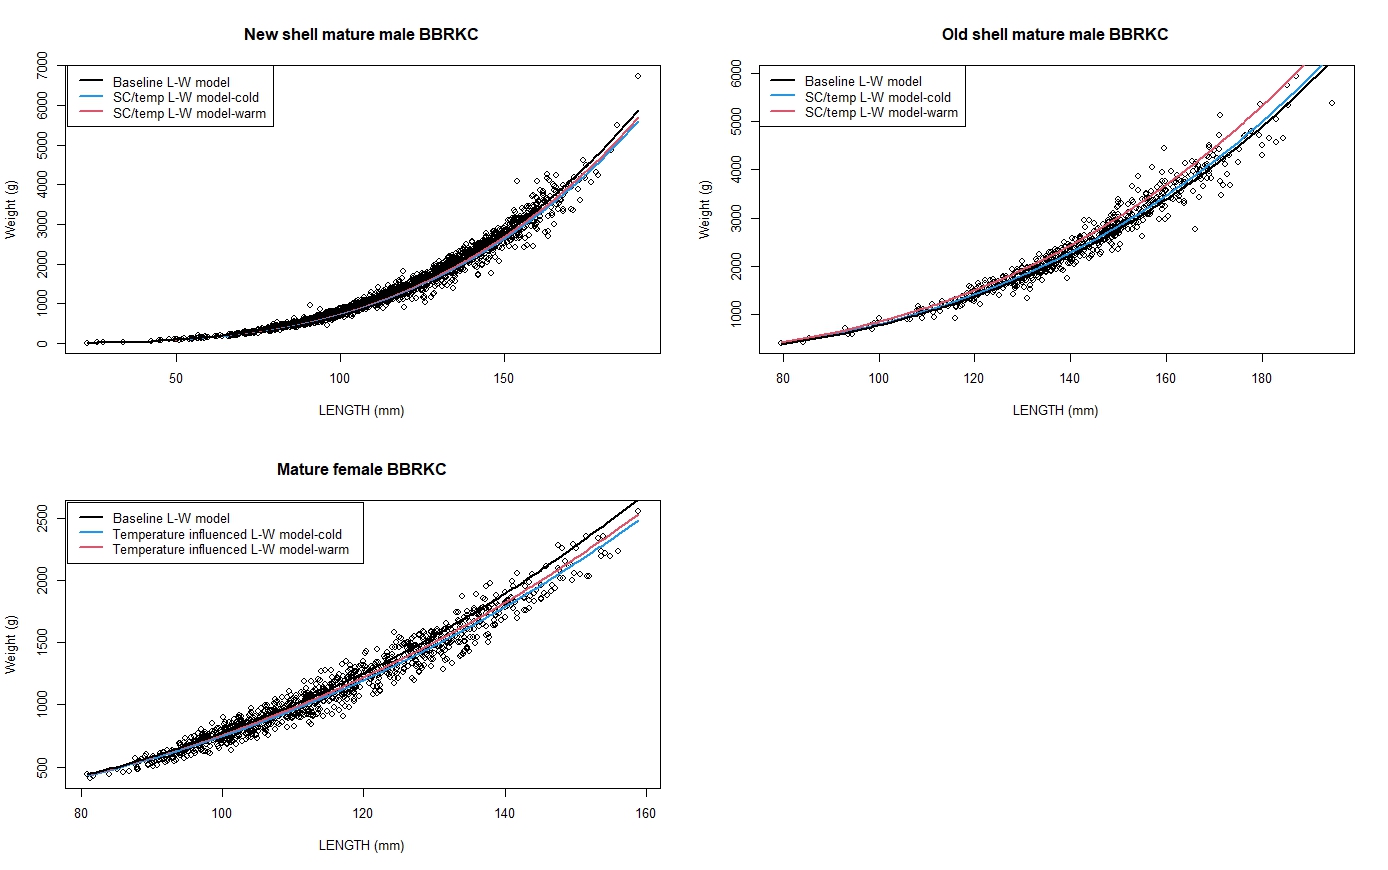 New shell mature male BBRKC
Baseline L-W model
SC/temp L-W model-cold
SC/temp L-W model-warm
Weight (g)
7000
6000
5000
4000
3000
2000
1000
0
50 100 150
LENGTH (mm)
Old shell mature male BBRKC
Baseline L-W model
SC/temp L-W model-cold
SC/temp L-W model-warm
Weight (g)
6000
5000
4000
3000
2000
1000
80 100 120 140 160 180
LENGTH (mm)
Mature female BBRKC
Baseline L-W model
Temperature influenced L-W model-cold
Temperature influenced L-W model-warm
Weight (g)
2500
2000
1500
1000
500
80 100 120 140 160
LENGTH (mm)